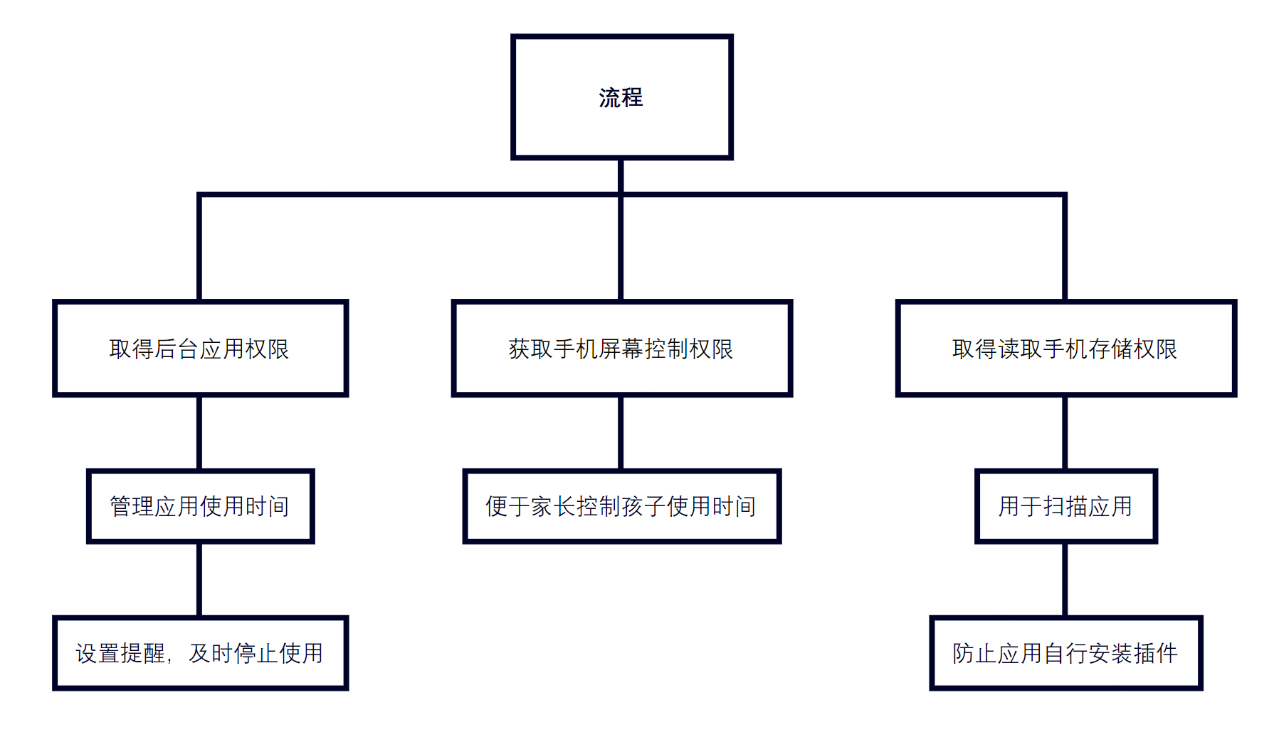 流程
取得后台应用权限
获取手机屏幕控制权限
取得读取手机存储权限
管理应用使用时间
便于家长控制孩子使用时间
用于扫描应用
设置提醒，及时停止使用
防止应用自行安装插件